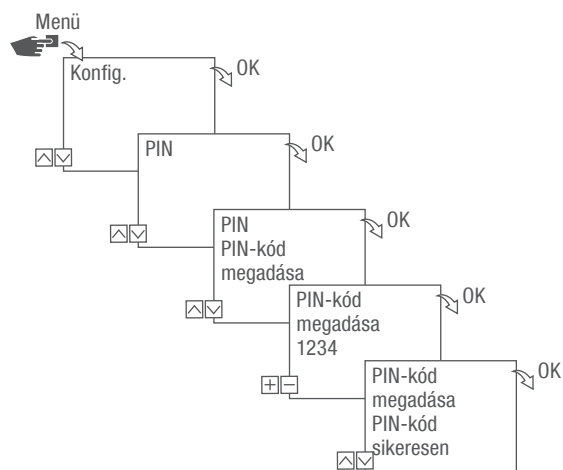 Menü
Konfig.
OK
PIN
OK
PIN
PIN-kód
megadása
OK
PIN-kód
megadása
1234
OK
PIN-kód
megadása
PIN-kód
sikeresen
OK